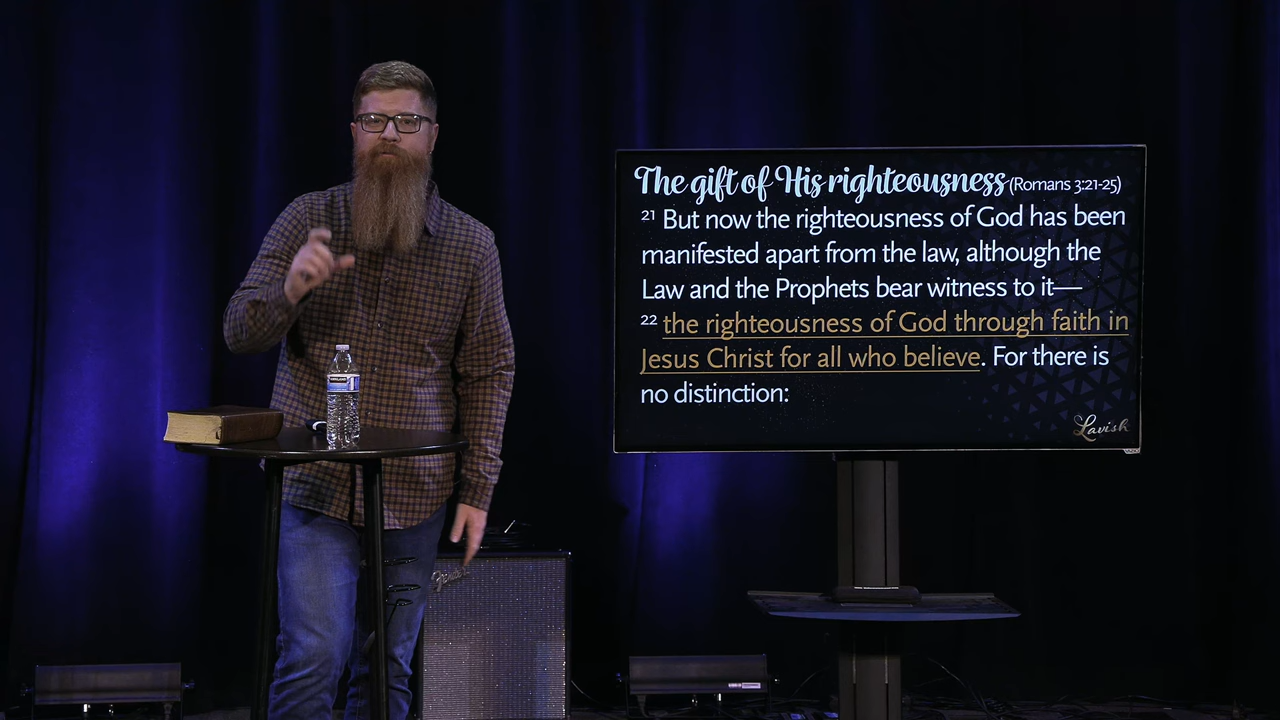 The gift of His righteousness (Romans 3:21-25)
21 But now the righteousness of God has been
manifested apart from the law, although the
Law and the Prophets bear witness to it—
22 the righteousness of God through faith in
Jesus Christ for all who believe. For there is
no distinction:
Lavish
Fender